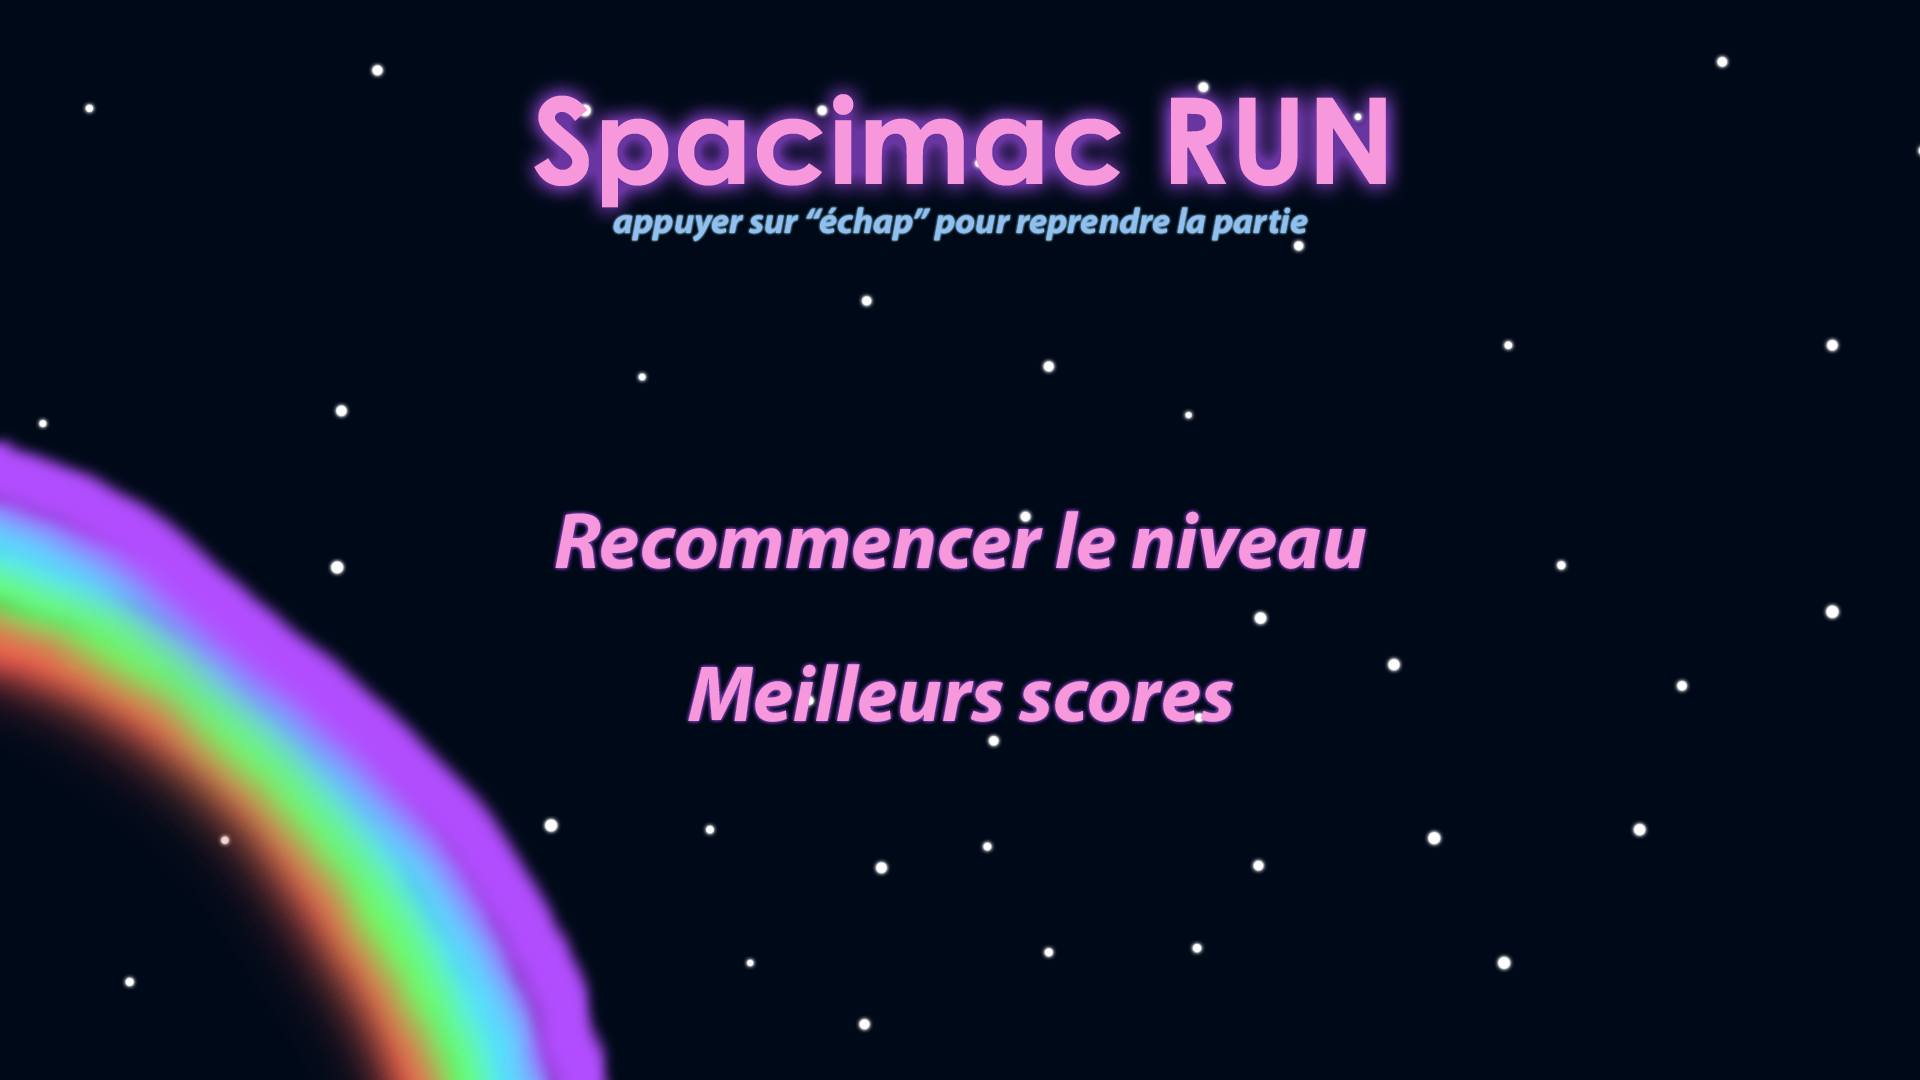 Spacimac RUN
appuyer sur “échap” pour reprendre la partie
Recommencer le niveau
Meilleurs scores